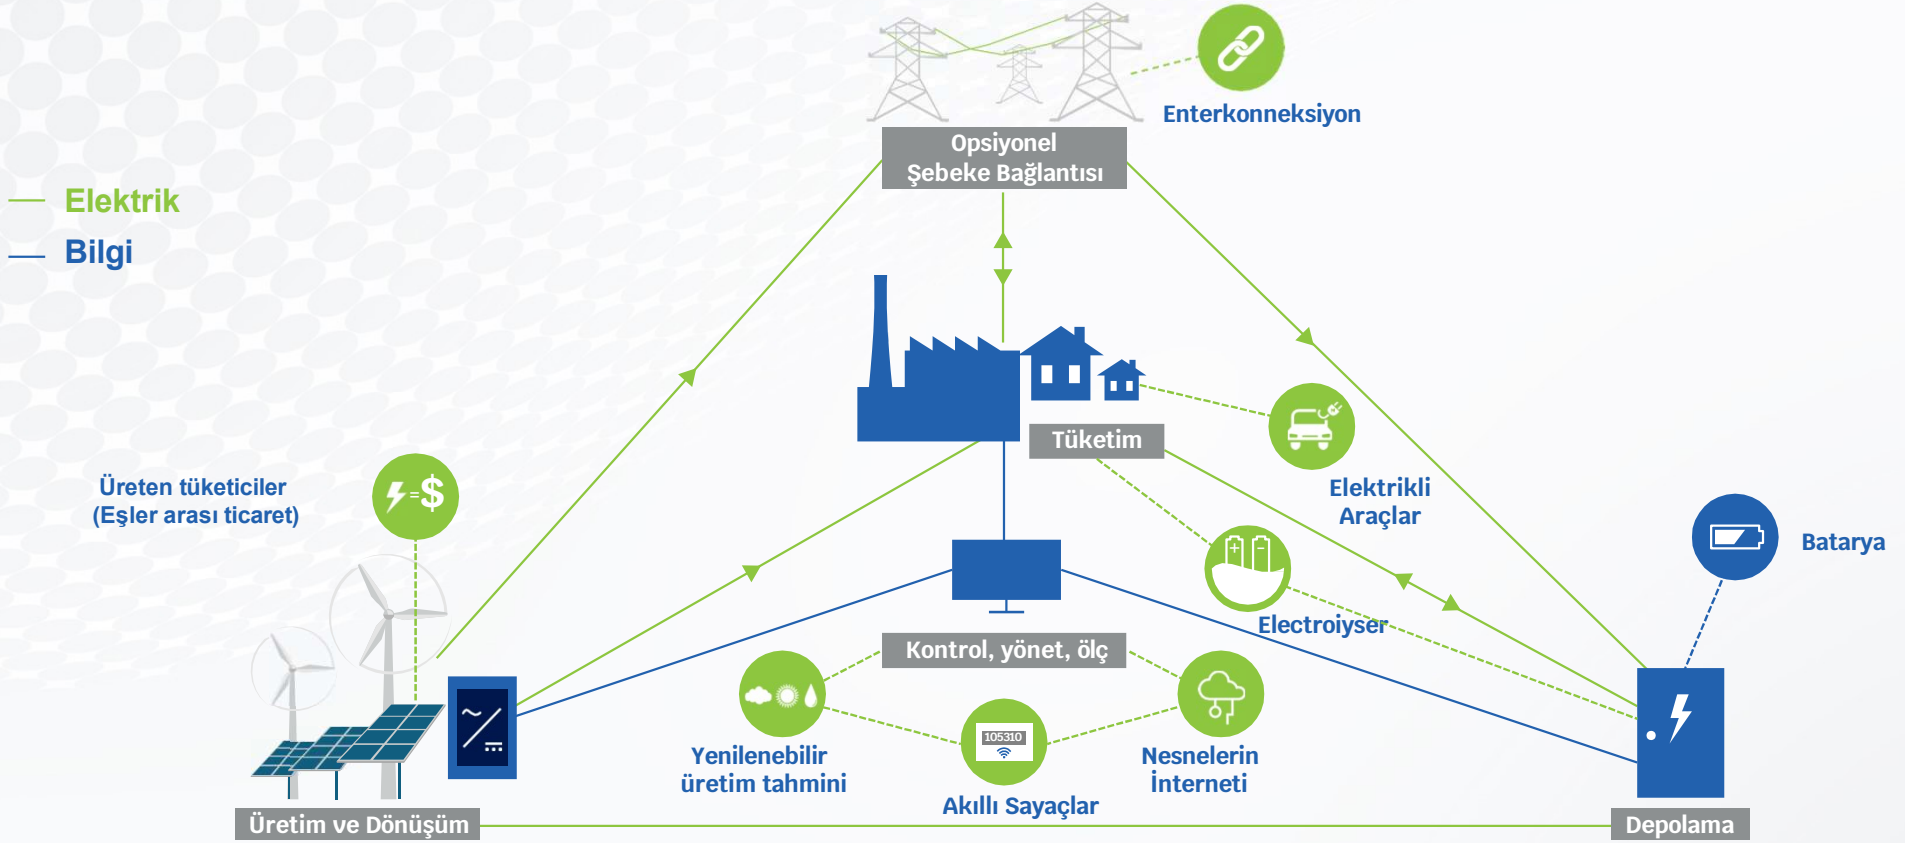 Enterkonneksiyon
Opsiyonel
Şebeke Bağlantısı
Elektrik
Bilgi
Tüketim
Üreten tüketiciler
(Eşler arası ticaret)
$
Elektrikli
Araçlar
Batarya
Electroiyser
Kontrol, yönet, ölç
105310
Yenilenebilir
üretim tahmini
Nesnelerin
İnterneti
Akıllı Sayaçlar
Üretim ve Dönüşüm
Depolama